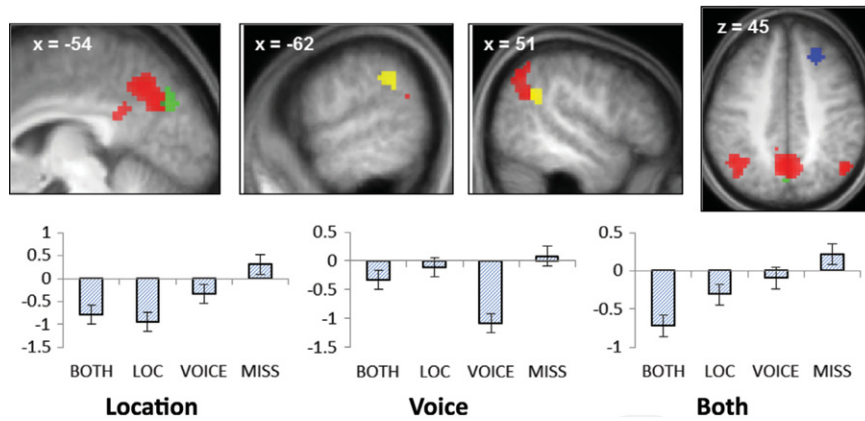 x = -54
x = -62
x = 51
z = 45
1
0.5
0
-0.5
-1
-1.5
BOTH LOC VOICE MISS
Location
0.5
0
-0.5
-1
-1.5
BOTH LOC VOICE MISS
Voice
0.5
0
-0.5
-1
BOTH LOC VOICE MISS
Both